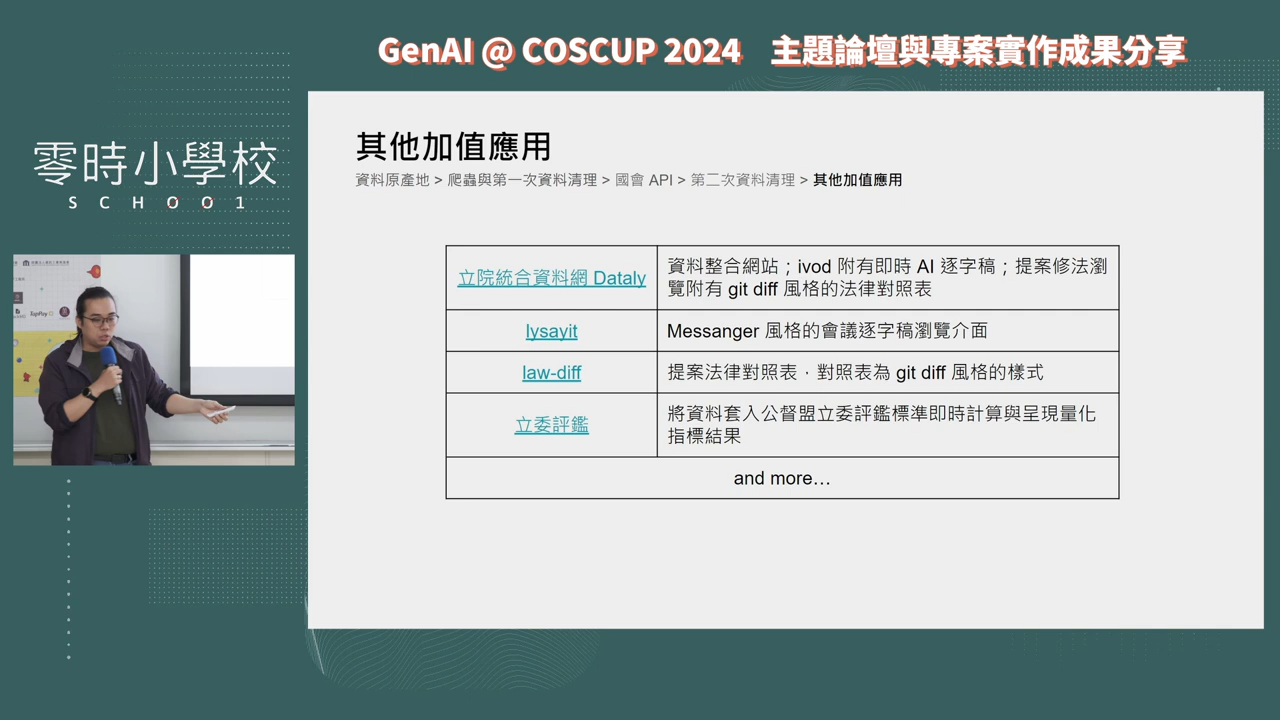 GenAI @ COSCUP 2024 主題論壇與專案實作成果分享
零時小學校
SCHOO1
其他加值應用
資料原產地 > 爬蟲與第一次資料清理 > 國會 API > 第二次資料清理 > 其他加值應用
立院統合資料網 Dataly
資料整合網站；ivod 附有即時 AI 逐字稿；提案修法瀏
覽附有 git diff 風格的法律對照表
lysayit
Messanger 風格的會議逐字稿瀏覽介面
law-diff
提案法律對照表，對照表為 git diff 風格的樣式
立委評鑑
將資料套入公督盟立委評鑑標準即時計算與呈現量化
指標結果
and more…